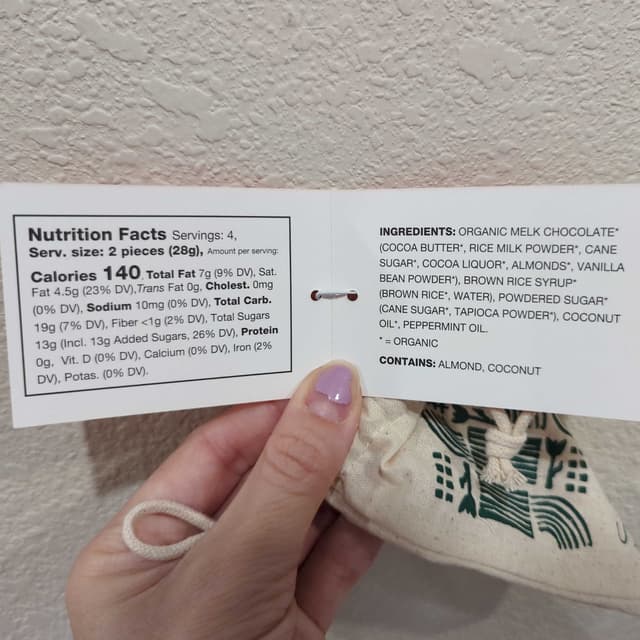 Nutrition Facts Servings: 4,
Serv. size: 2 pieces (28g), Amount per serving:
Calories 140, Total Fat 7g (9% DV), Sat.
Fat 4.5g (23% DV), Trans Fat 0g, Cholest. 0mg
(0% DV), Sodium 10mg (0% DV), Total Carb.
19g (7% DV), Fiber <1g (2% DV), Total Sugars
13g (Incl. 13g Added Sugars, 26% DV), Protein
0g, Vit. D (0% DV), Calcium (0% DV), Iron (2%
DV), Potas. (0% DV).
INGREDIENTS: ORGANIC MELK CHOCOLATE*
(COCOA BUTTER*, RICE MILK POWDER*, CANE
SUGAR*, COCOA LIQUOR*, ALMONDS*, VANILLA
BEAN POWDER*), BROWN RICE SYRUP*
(BROWN RICE*, WATER), POWDERED SUGAR*
(CANE SUGAR*, TAPIOCA POWDER*), COCONUT
OIL*, PEPPERMINT OIL.
* = ORGANIC
CONTAINS: ALMOND, COCONUT